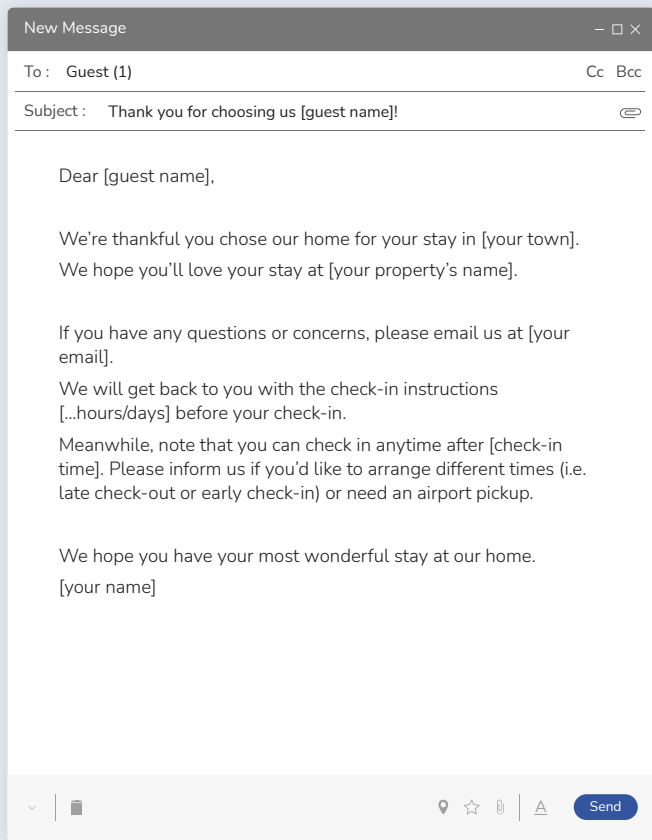 New Message
To : Guest (1) Cc Bcc
Subject : Thank you for choosing us [guest name]!
Dear [guest name],
We're thankful you chose our home for your stay in [your town].
We hope you'll love your stay at [your property's name].
If you have any questions or concerns, please email us at [your
email].
We will get back to you with the check-in instructions
[...hours/days] before your check-in.
Meanwhile, note that you can check in anytime after [check-in
time]. Please inform us if you'd like to arrange different times (i.e.
late check-out or early check-in) or need an airport pickup.
We hope you have your most wonderful stay at our home.
[your name]
A
Send